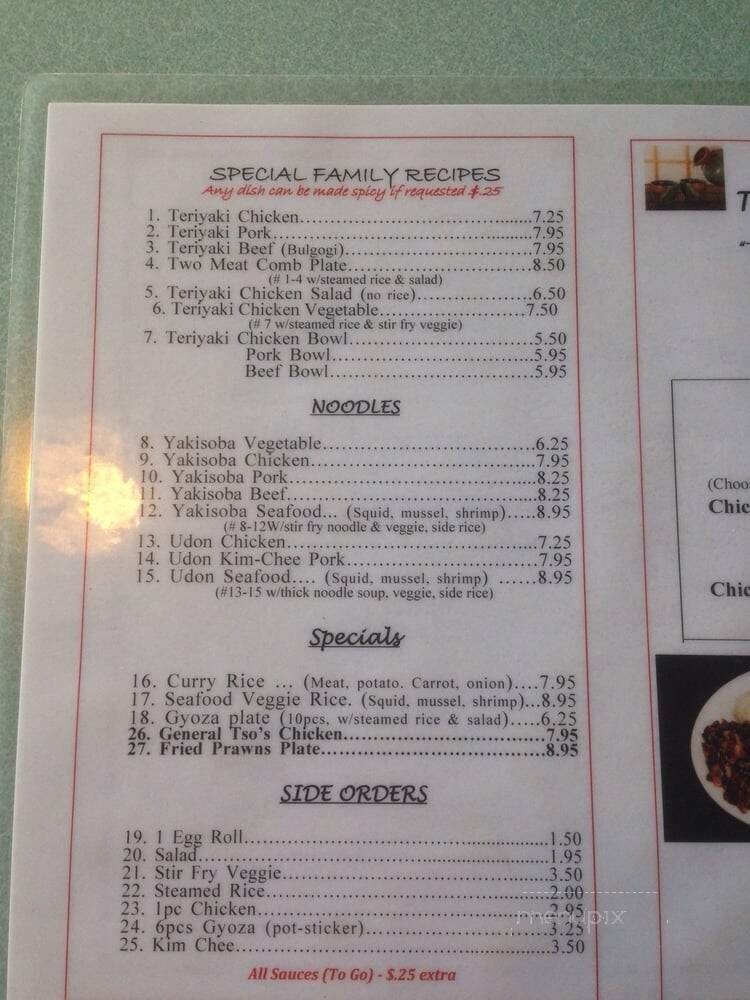 SPECIAL FAMILY RECIPES
Any dish can be made spicy if requested $.25
1. Teriyaki Chicken..............................7.25
2. Teriyaki Pork..............................7.95
3. Teriyaki Beef (Bulgogi)..............................7.95
4. Two Meat Comb Plate..............................8.50
(# 1-4 w/steamed rice & salad)
5. Teriyaki Chicken Salad (no rice)....................6.50
6. Teriyaki Chicken Vegetable....................7.50
(# 7 w/steamed rice & stir fry veggie)
7. Teriyaki Chicken Bowl..............................5.50
Pork Bowl..............................5.95
Beef Bowl..............................5.95
NOODLES
8. Yakisoba Vegetable..............................6.25
9. Yakisoba Chicken..............................7.95
10. Yakisoba Pork..............................8.25
11. Yakisoba Beef..............................8.25
12. Yakisoba Seafood... (Squid, mussel, shrimp).....8.95
(# 8-12W/stir fry noodle & veggie, side rice)
13. Udon Chicken..............................7.25
14. Udon Kim-Chee Pork..............................7.95
15. Udon Seafood.... (Squid, mussel, shrimp) ......8.95
(#13-15 w/thick noodle soup, veggie, side rice)
Specials
16. Curry Rice ... (Meat, potato. Carrot, onion)....7.95
17. Seafood Veggie Rice. (Squid, mussel, shrimp)...8.95
18. Gyoza plate (10pcs, w/steamed rice & salad).....6.25
26. General Tso's Chicken..............................7.95
27. Fried Prawns Plate..............................8.95
SIDE ORDERS
19. 1 Egg Roll..............................1.50
20. Salad..............................1.95
21. Stir Fry Veggie..............................3.50
22. Steamed Rice..............................2.00
23. 1pc Chicken..............................2.95
24. 6pcs Gyoza (pot-sticker)..............................3.25
25. Kim Chee..............................3.50
All Sauces (To Go) - $.25 extra
T
(Choo
Chic
Chic
menupix